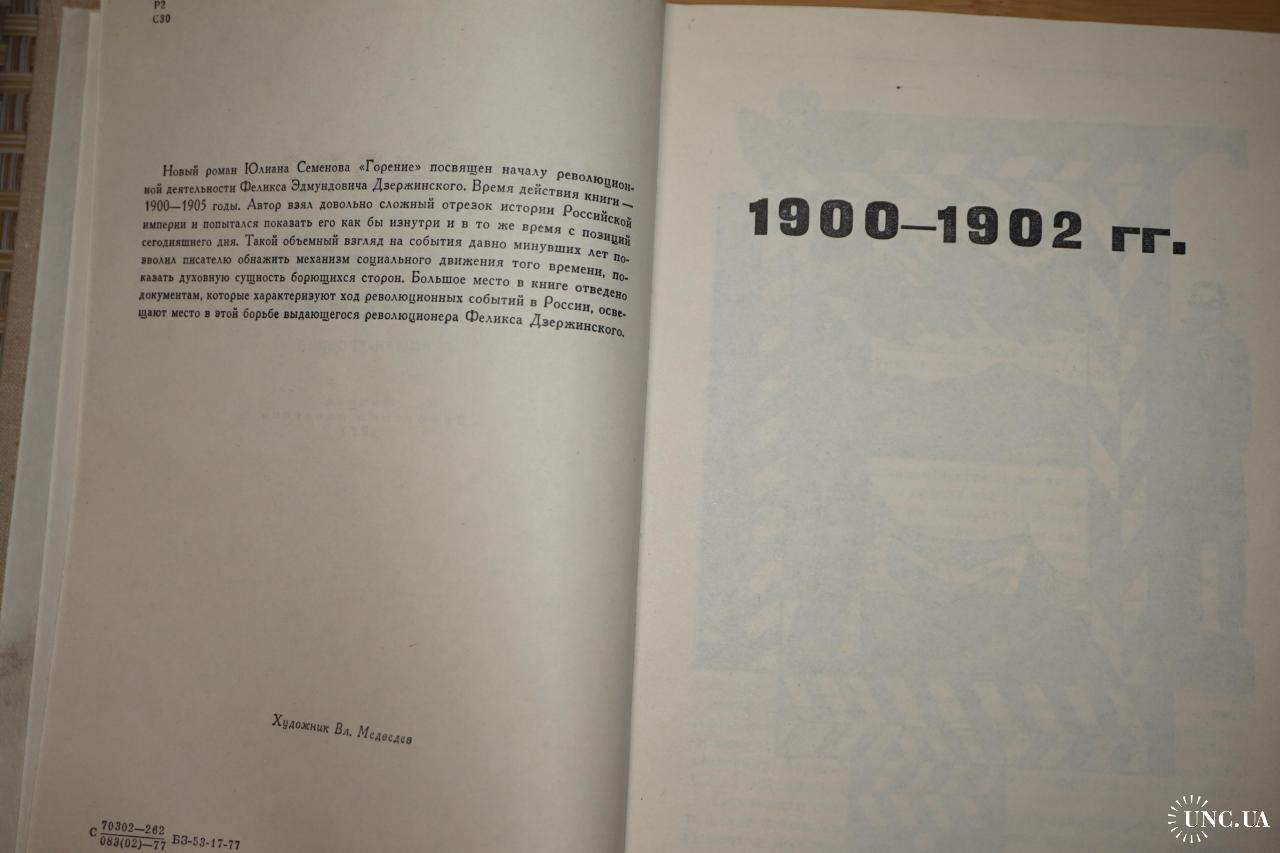 Р2
С30
Новый роман Юлиана Семенова «Горение» посвящен началу революцион-
ной деятельности Феликса Эдмундовича Дзержинского. Время действия книги —
1900—1905 годы. Автор взял довольно сложный отрезок истории Российской
империи и попытался показать его как бы изнутри и в то же время с позиций
сегодняшнего дня. Такой объемный взгляд на события давно минувших лет по-
зволил писателю обнажить механизм социального движения того времени, по-
казать духовную сущность борющихся сторон. Большое место в книге отведено
документам, которые характеризуют ход революционных событий в России, осве-
щают место в этой борьбе выдающегося революционера Феликса Дзержинского.
Художник Вл. Медведев
С 70302—262
083(02)—77 БЗ-53-17-77
1900—1902 гг.
UNC.UA